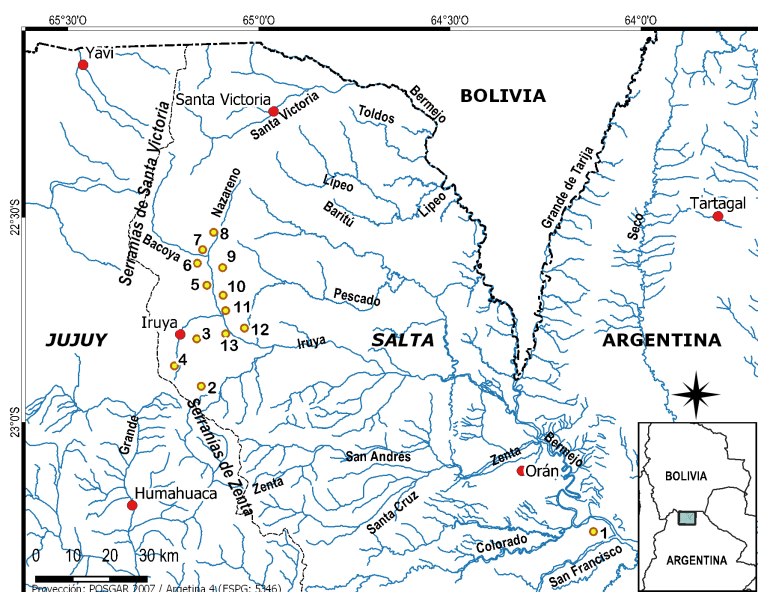 65°30'O
65°00'O
64°30'O
64°00'O
Yavi
Santa Victoria
Santa Victoria
Bermejo
BOLIVIA
Toldos
Serranías de Santa Victoria
Grande de Tarija
Lipeo
Nazareno
Lipeo
Baritú
Tartagal
22°30'S
Seco
Bacoya
7
8
6
9
5
10
Pescado
11
12
Iruya
3
13
Iruya
JUJUY
SALTA
ARGENTINA
4
2
23°0'S
Serranías de Zenta
Grande
San Andrés
Zenta
Bermejo
Orán
Zenta
Humahuaca
Santa Cruz
BOLIVIA
1
Colorado
San Francisco
ARGENTINA
0 10 20 30 km
Proyección: POSGAR 2007 / Argetina 4 (ESPG: 5346)